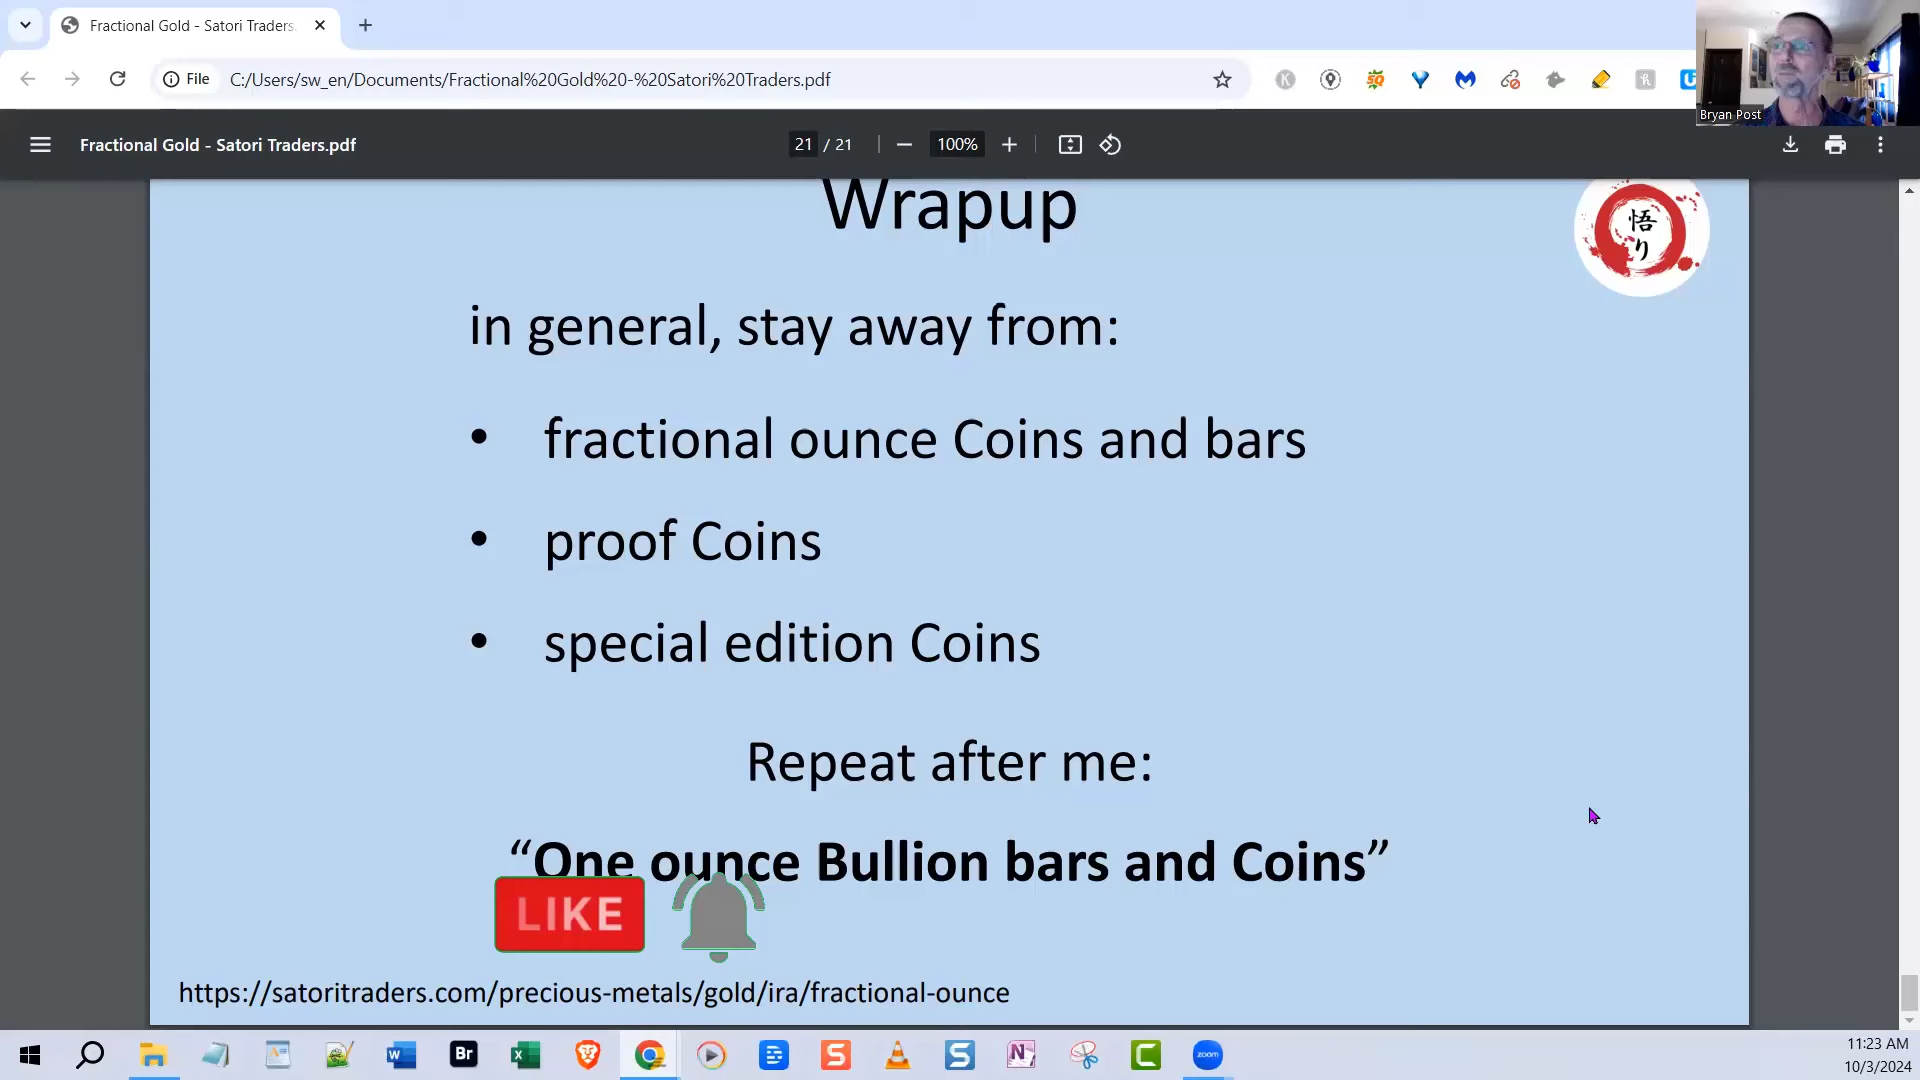 Fractional Gold - Satori Traders.
File
C:/Users/sw_en/Documents/Fractional%20Gold%20-%20Satori%20Traders.pdf
Bryan Post
Fractional Gold - Satori Traders.pdf
21 / 21
100%
Wrapup
悟り
in general, stay away from:
• fractional ounce Coins and bars
• proof Coins
• special edition Coins
Repeat after me:
“One ounce Bullion bars and Coins”
LIKE
https://satoritraders.com/precious-metals/gold/ira/fractional-ounce
Br
zoom
11:23 AM
10/3/2024